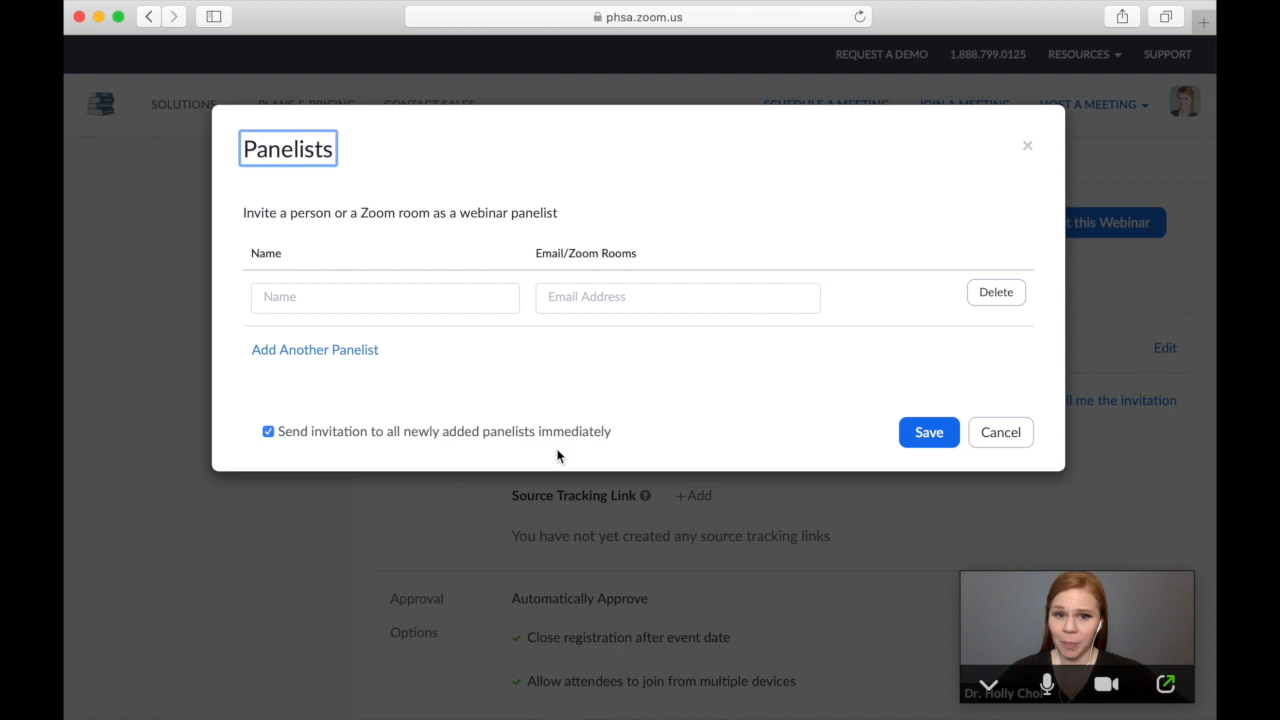 phsa.zoom.us
REQUEST A DEMO 1.888.799.0125 RESOURCES SUPPORT
SOLUTIONS PLANS & PRICING CONTACT SALES SCHEDULE A MEETING JOIN A MEETING HOST A MEETING
Panelists
×
t this Webinar
Invite a person or a Zoom room as a webinar panelist
Name Email/Zoom Rooms
Name Email Address Delete
Add Another Panelist
Edit
il me the invitation
Send invitation to all newly added panelists immediately Save Cancel
Source Tracking Link + Add
You have not yet created any source tracking links
Approval Automatically Approve
Options Close registration after event date
Allow attendees to join from multiple devices
Dr. Holly Cho